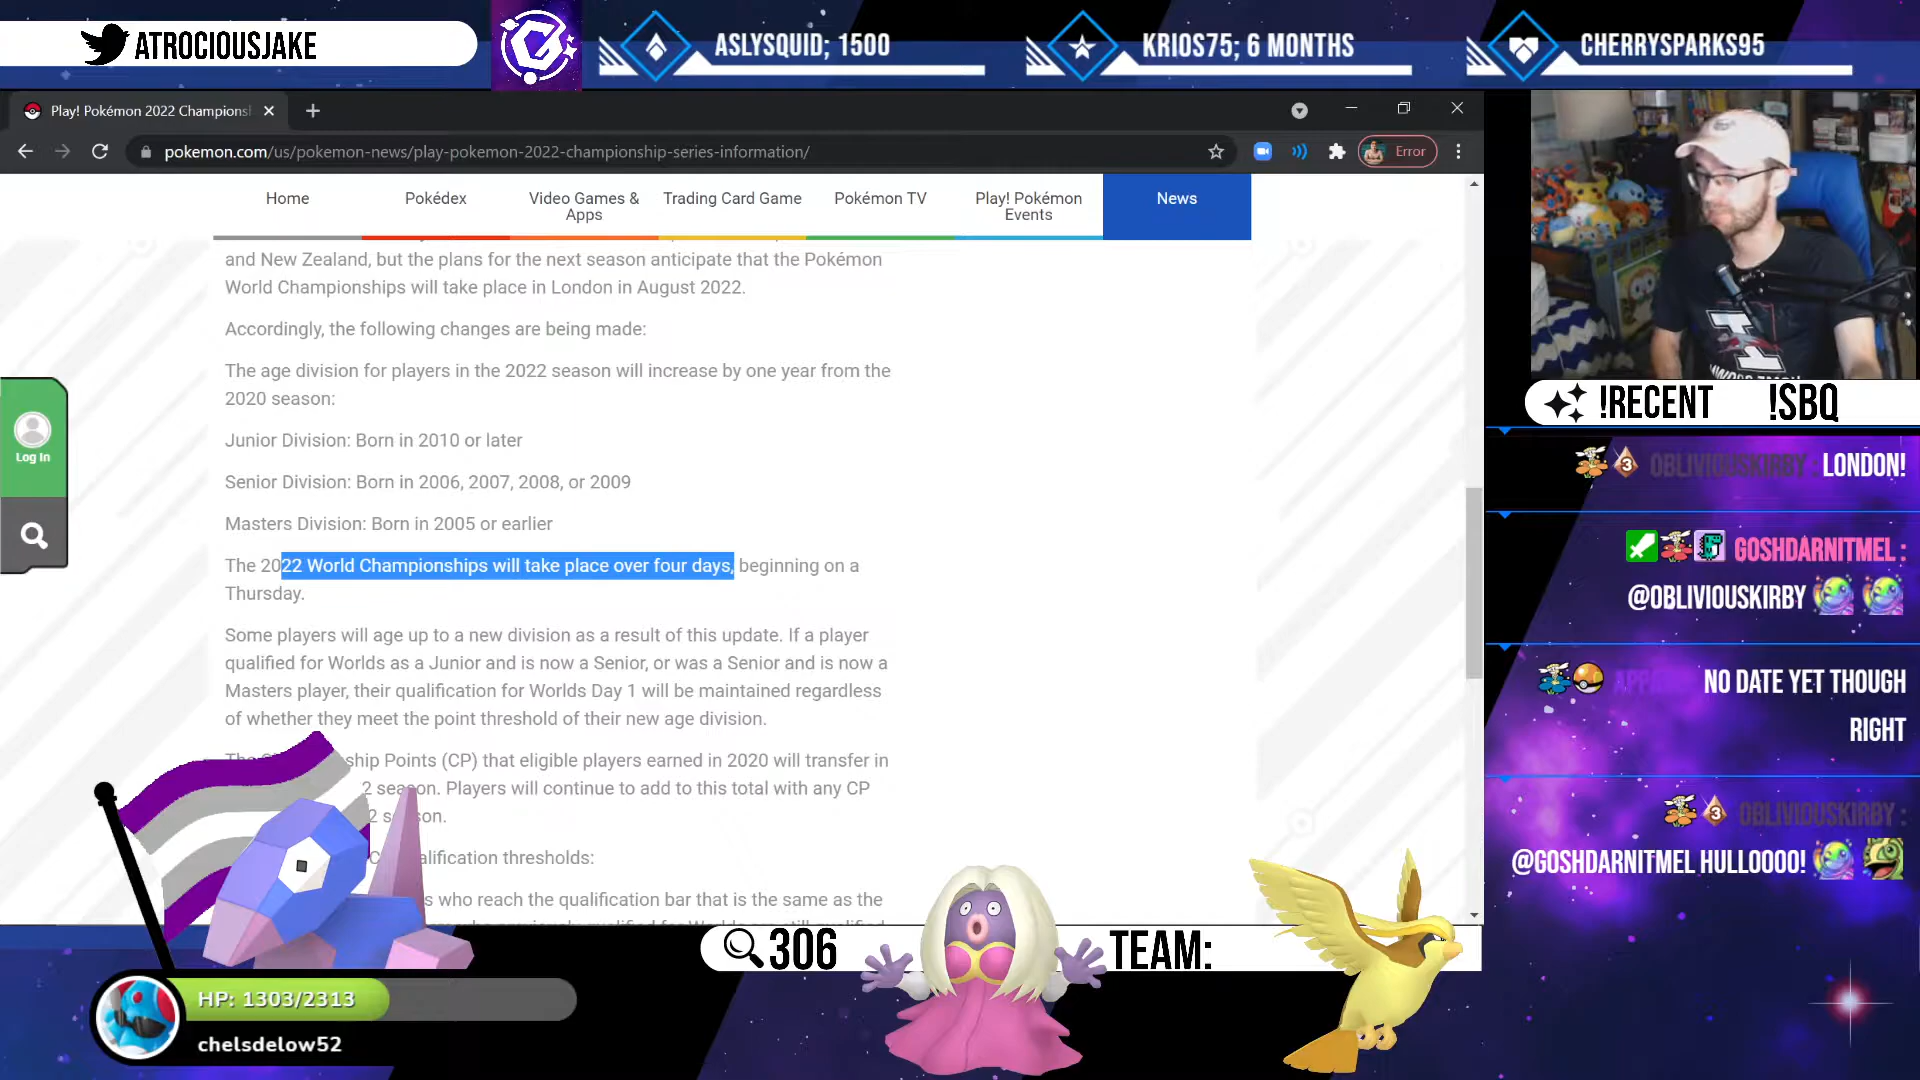 ATROCIOUSJAKE
ASLYSQUID; 1500
KRIOS75; 6 MONTHS
CHERRYSPARKS95
Play! Pokémon 2022 Champions
pokemon.com/us/pokemon-news/play-pokemon-2022-championship-series-information/
Error
Home
Pokédex
Video Games & Apps
Trading Card Game
Pokémon TV
Play! Pokémon Events
News
and New Zealand, but the plans for the next season anticipate that the Pokémon
World Championships will take place in London in August 2022.
Accordingly, the following changes are being made:
The age division for players in the 2022 season will increase by one year from the
2020 season:
Junior Division: Born in 2010 or later
Senior Division: Born in 2006, 2007, 2008, or 2009
Masters Division: Born in 2005 or earlier
The 2022 World Championships will take place over four days, beginning on a
Thursday.
Some players will age up to a new division as a result of this update. If a player
qualified for Worlds as a Junior and is now a Senior, or was a Senior and is now a
Masters player, their qualification for Worlds Day 1 will be maintained regardless
of whether they meet the point threshold of their new age division.
ship Points (CP) that eligible players earned in 2020 will transfer in
2 season. Players will continue to add to this total with any CP
2 season.
alification thresholds:
s who reach the qualification bar that is the same as the
Log In
!RECENT !SBQ
OBLIVIOUSKIRBY : LONDON!
GOSHDARNITMEL :
@OBLIVIOUSKIRBY
NO DATE YET THOUGH
RIGHT
OBLIVIOUSKIRBY :
@GOSHDARNITMEL HULLOOOO!
306
TEAM:
HP: 1303/2313
chelsdelow52